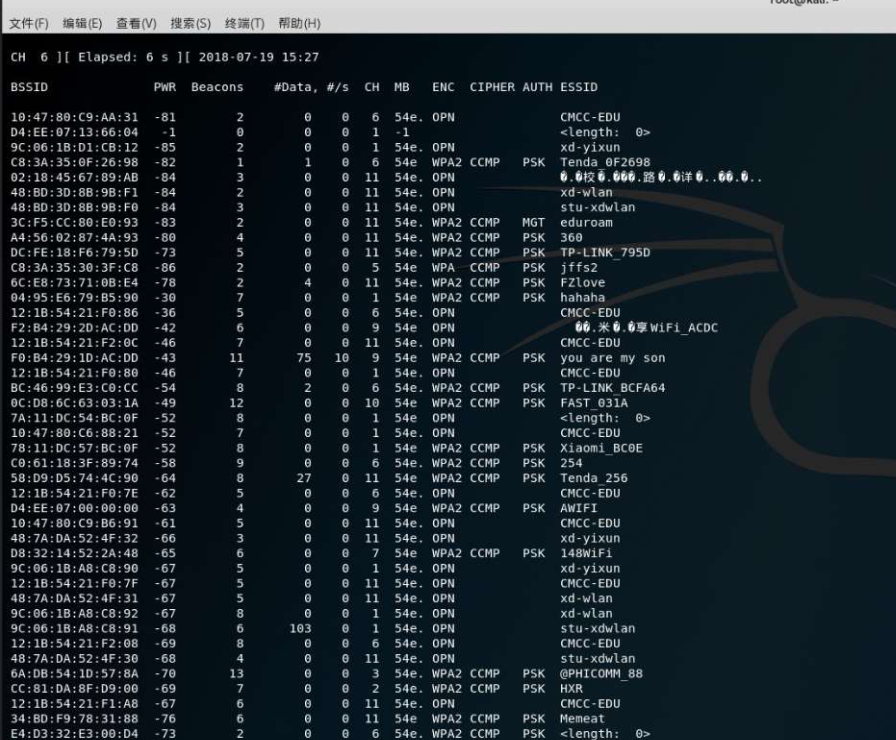 root@kali: ~
文件(F) 编辑(E) 查看(V) 搜索(S) 终端(T) 帮助(H)
CH 6 ][ Elapsed: 6 s ][ 2018-07-19 15:27
BSSID PWR Beacons #Data, #/s CH MB ENC CIPHER AUTH ESSID
10:47:80:C9:AA:31 -81 2 0 0 6 54e. OPN CMCC-EDU
D4:EE:07:13:66:04 -1 0 0 0 1 -1 <length: 0>
9C:06:1B:D1:CB:12 -85 2 0 0 1 54e. OPN xd-yixun
C8:3A:35:0F:26:98 -82 1 1 0 6 54e WPA2 CCMP PSK Tenda_0F2698
02:18:45:67:89:AB -84 3 0 0 11 54e. OPN �.�校�.���.路�.�详�..��.�..
48:BD:3D:8B:9B:F1 -84 2 0 0 11 54e. OPN xd-wlan
48:BD:3D:8B:9B:F0 -84 3 0 0 11 54e. OPN stu-xdwlan
3C:F5:CC:80:E0:93 -83 2 0 0 11 54e. WPA2 CCMP MGT eduroam
A4:56:02:87:4A:93 -80 4 0 0 11 54e. WPA2 CCMP PSK 360
DC:FE:18:F6:79:5D -73 5 0 0 11 54e. WPA2 CCMP PSK TP-LINK_795D
C8:3A:35:30:3F:C8 -86 2 0 0 5 54e WPA CCMP PSK jffs2
6C:E8:73:71:0B:E4 -78 2 4 0 11 54e. WPA2 CCMP PSK FZlove
04:95:E6:79:B5:90 -30 7 0 0 1 54e WPA2 CCMP PSK hahaha
12:1B:54:21:F0:86 -36 5 0 0 6 54e. OPN CMCC-EDU
F2:B4:29:2D:AC:DD -42 6 0 0 9 54e OPN ��.米�.�享WiFi_ACDC
12:1B:54:21:F2:0C -46 7 0 0 11 54e. OPN CMCC-EDU
F0:B4:29:1D:AC:DD -43 11 75 10 9 54e WPA2 CCMP PSK you are my son
12:1B:54:21:F0:80 -46 7 0 0 1 54e. OPN CMCC-EDU
BC:46:99:E3:C0:CC -54 8 2 0 6 54e. WPA2 CCMP PSK TP-LINK_BCFA64
0C:D8:6C:63:03:1A -49 12 0 0 10 54e. WPA2 CCMP PSK FAST_031A
7A:11:DC:54:BC:0F -52 8 0 0 1 54e OPN <length: 0>
10:47:80:C6:88:21 -52 7 0 0 1 54e. OPN CMCC-EDU
78:11:DC:57:BC:0F -52 8 0 0 1 54e WPA2 CCMP PSK Xiaomi_BC0E
C0:61:18:3F:89:74 -58 9 0 0 6 54e. WPA2 CCMP PSK 254
58:D9:D5:74:4C:90 -64 8 27 0 11 54e WPA2 CCMP PSK Tenda_256
12:1B:54:21:F0:7E -62 5 0 0 6 54e. OPN CMCC-EDU
D4:EE:07:00:00:00 -63 4 0 0 9 54e WPA2 CCMP PSK AWIFI
10:47:80:C9:B6:91 -61 5 0 0 11 54e. OPN CMCC-EDU
48:7A:DA:52:4F:32 -66 3 0 0 11 54e. OPN xd-yixun
D8:32:14:52:2A:48 -65 6 0 0 7 54e WPA2 CCMP PSK 148WiFi
9C:06:1B:A8:C8:90 -67 5 0 0 1 54e. OPN xd-yixun
12:1B:54:21:F0:7F -67 5 0 0 11 54e. OPN CMCC-EDU
48:7A:DA:52:4F:31 -67 5 0 0 11 54e. OPN xd-wlan
9C:06:1B:A8:C8:92 -67 8 0 0 1 54e. OPN xd-wlan
9C:06:1B:A8:C8:91 -68 6 103 0 1 54e. OPN stu-xdwlan
12:1B:54:21:F2:08 -69 8 0 0 6 54e. OPN CMCC-EDU
48:7A:DA:52:4F:30 -68 4 0 0 11 54e. OPN stu-xdwlan
6A:DB:54:1D:57:8A -70 13 0 0 3 54e. WPA2 CCMP PSK @PHICOMM_88
CC:81:DA:8F:D9:00 -69 7 0 0 2 54e. WPA2 CCMP PSK HXR
12:1B:54:21:F1:A8 -67 6 0 0 11 54e. OPN CMCC-EDU
34:BD:F9:78:31:88 -76 6 0 0 11 54e WPA2 CCMP PSK Memeat
E4:D3:32:E3:00:D4 -73 2 0 0 6 54e. WPA2 CCMP PSK <length: 0>